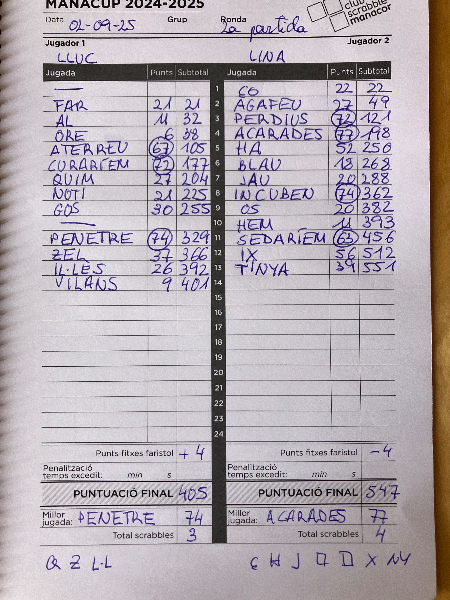 MANACUP 2024-2025
club scrabble manacor
Data 02-09-25 Grup Ronda 2a partida
Jugador 1 Jugador 2
LLUC LINA
Jugada Punts Subtotal Jugada Punts Subtotal
— 1 CO 22 22
FAR 21 21 2 AGAFEU 27 49
AL 11 32 3 PERDIUS 72 121
ORE 6 38 4 ACARADES 77 198
ATERREU 67 105 5 HA 52 250
CURARIEM 72 177 6 BLAU 18 268
QUIM 27 204 7 JAU 20 288
NOTI 21 225 8 INCUBEN 74 362
GOS 30 255 9 OS 20 382
— 10 HEM 11 393
PENETRE 74 329 11 SEDARIEM 63 456
ZEL 37 366 12 IX 56 512
IL·LES 26 392 13 TINYA 39 551
VILANS 9 401 14
15
16
17
18
19
20
21
22
23
24
Punts fitxes faristol +4 Punts fitxes faristol -4
Penalització temps excedit: min s Penalització temps excedit: min s
PUNTUACIÓ FINAL 405 PUNTUACIÓ FINAL 547
Millor jugada: PENETRE 74 Millor jugada: ACARADES 77
Total scrabbles 3 Total scrabbles 4
Q Z L·L